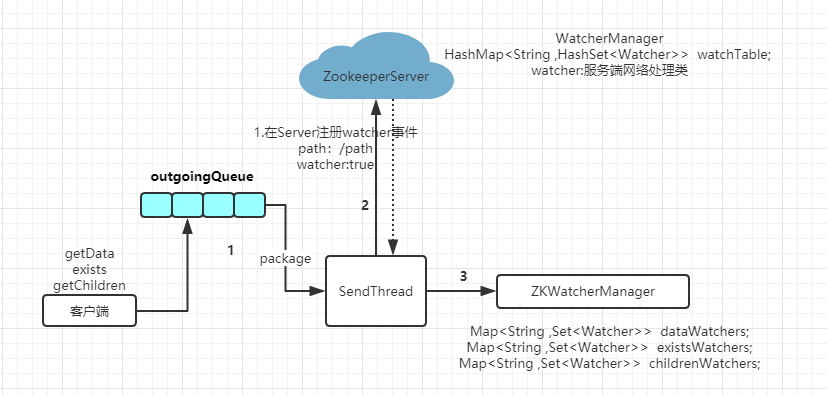 WatcherManager
HashMap<String ,HashSet<Watcher>> watchTable;
watcher:服务端网络处理类
ZookeeperServer
1.在Server注册watcher事件
path: /path
watcher:true
outgoingQueue
2
1
package
getData
exists
getChildren
客户端
SendThread
3
ZKWatcherManager
Map<String ,Set<Watcher>> dataWatchers;
Map<String ,Set<Watcher>> existsWatchers;
Map<String ,Set<Watcher>> childrenWatchers;